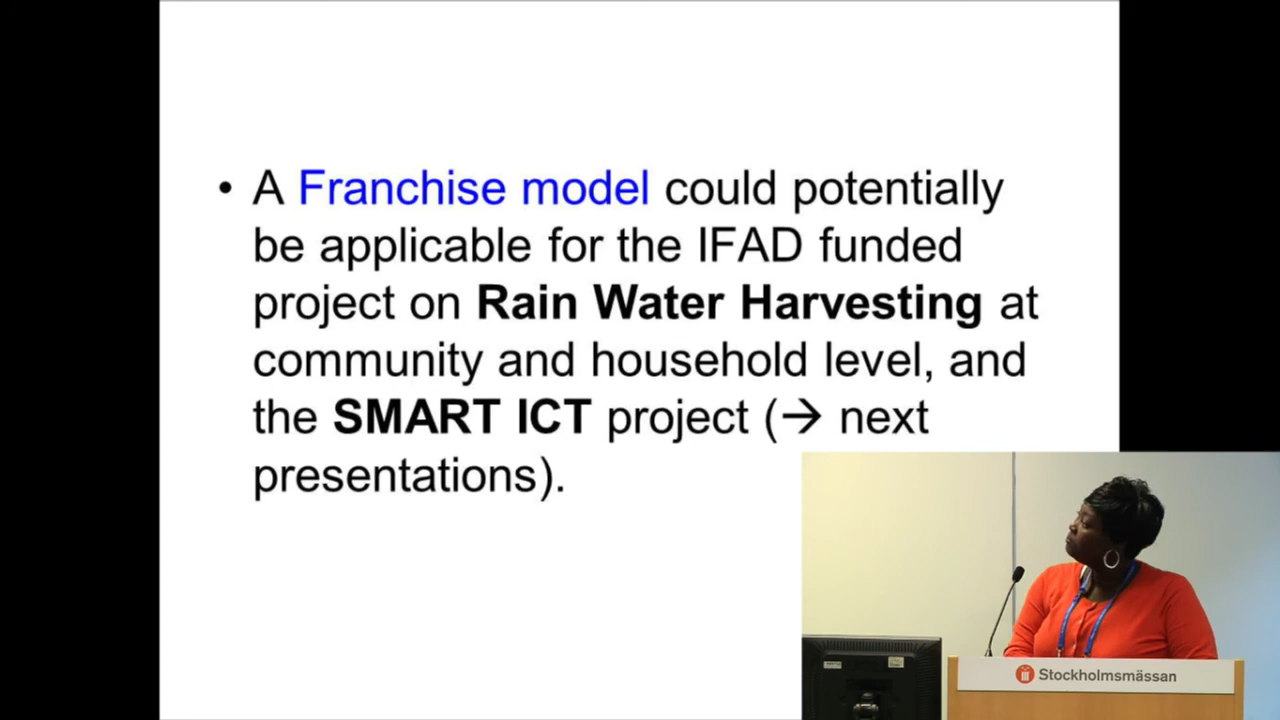 • A Franchise model could potentially
be applicable for the IFAD funded
project on Rain Water Harvesting at
community and household level, and
the SMART ICT project (→ next
presentations).
Stockholmsmässan